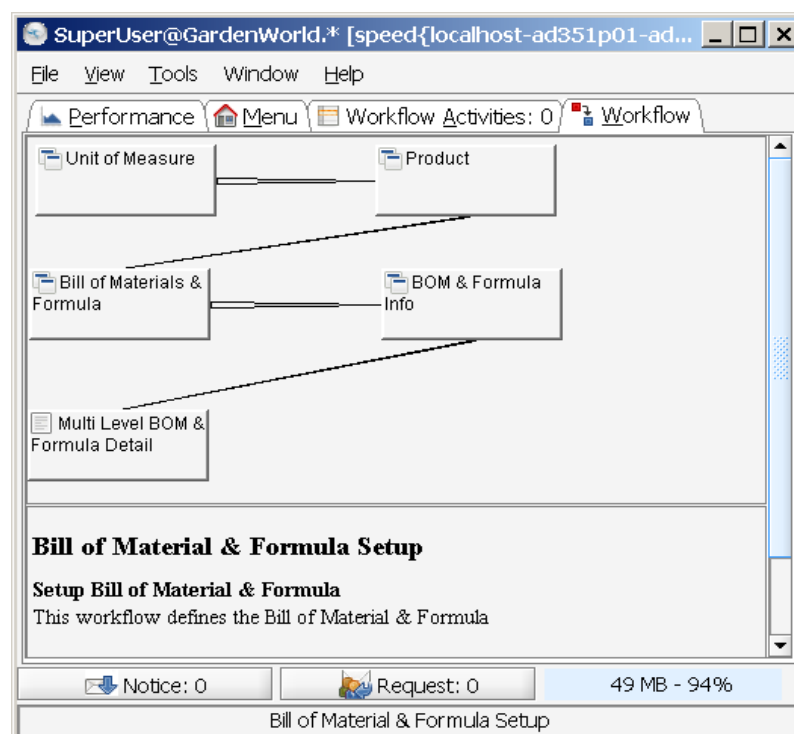 SuperUser@GardenWorld.* [speed{localhost-ad351p01-ad...
File View Tools Window Help
Performance Menu Workflow Activities: 0 Workflow
Unit of Measure
Product
Bill of Materials &
Formula
BOM & Formula
Info
Multi Level BOM &
Formula Detail
Bill of Material & Formula Setup
Setup Bill of Material & Formula
This workflow defines the Bill of Material & Formula
Notice: 0 Request: 0 49 MB - 94%
Bill of Material & Formula Setup